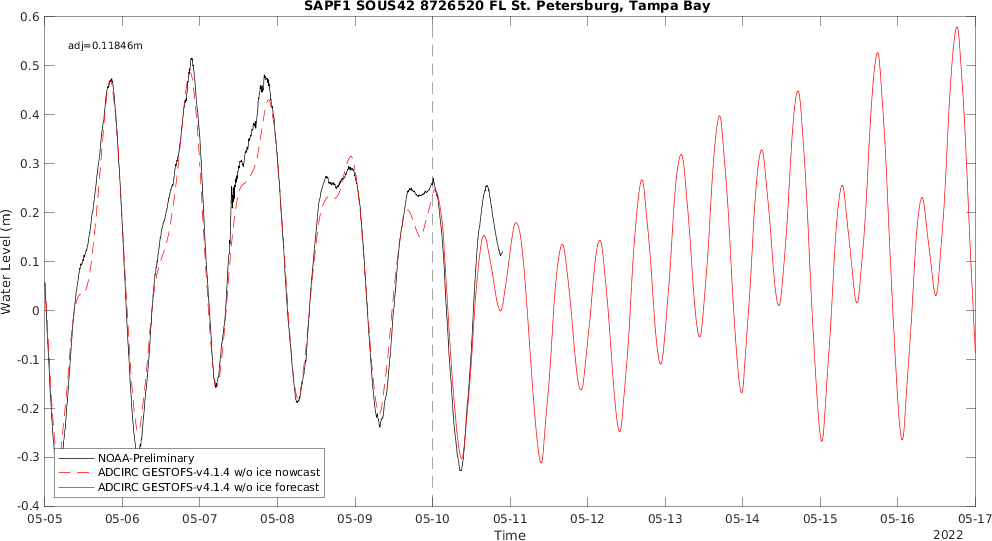 SAPF1 SOUS42 8726520 FL St. Petersburg, Tampa Bay
adj=0.11846m
Water Level (m)
0.6
0.5
0.4
0.3
0.2
0.1
0
-0.1
-0.2
-0.3
-0.4
NOAA-Preliminary
ADCIRC GESTOFS-v4.1.4 w/o ice nowcast
ADCIRC GESTOFS-v4.1.4 w/o ice forecast
05-05 05-06 05-07 05-08 05-09 05-10 05-11 05-12 05-13 05-14 05-15 05-16 05-17
Time
2022